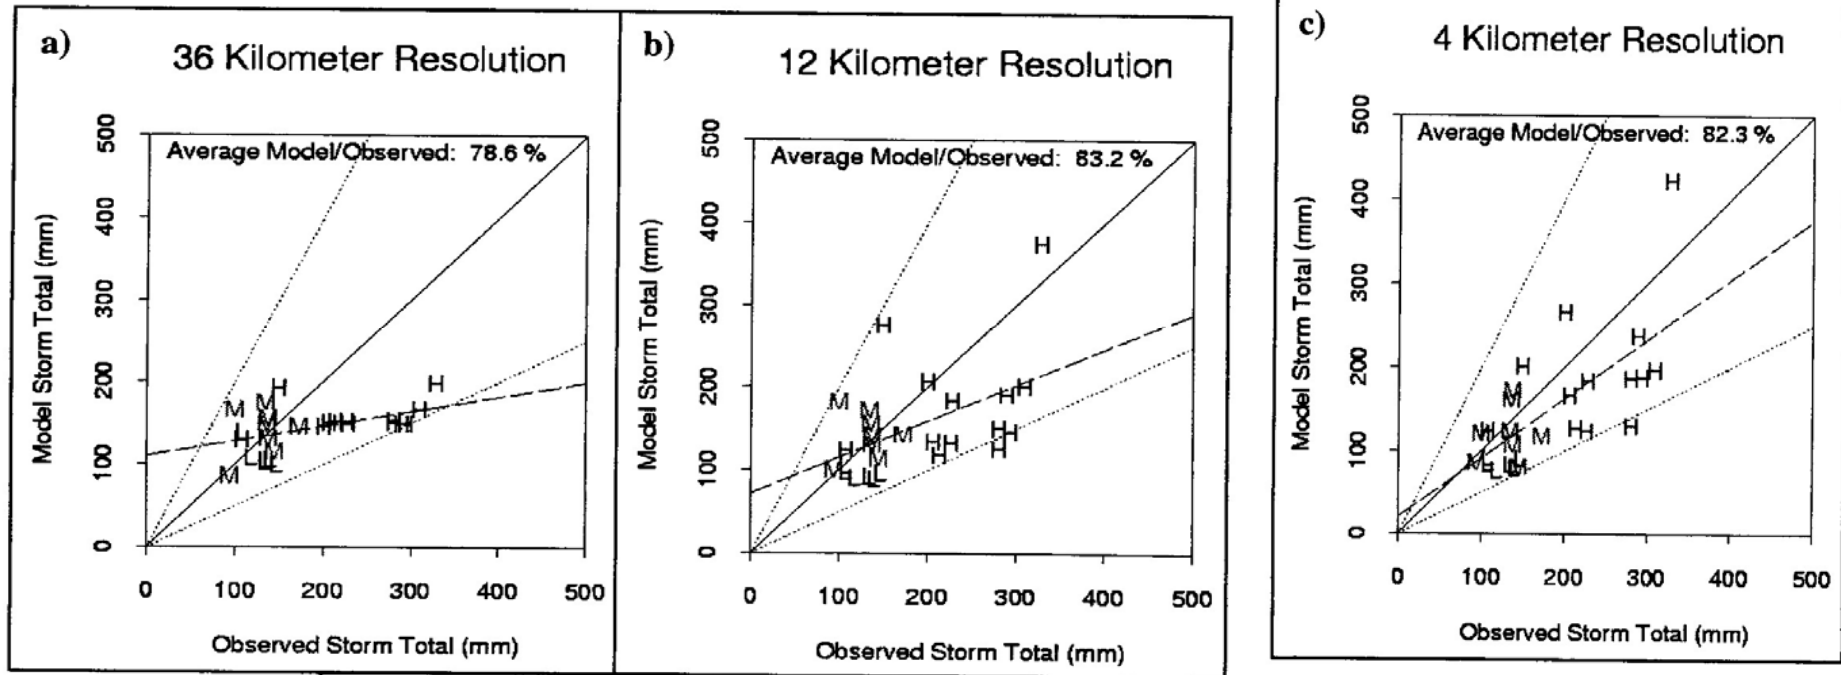 a)
36 Kilometer Resolution
Average Model/Observed: 78.6 %
Model Storm Total (mm)
500
400
300
200
100
0
H
H
M
M
H
M
H
M
M
H
L
L
L
M
0 100 200 300 400 500
Observed Storm Total (mm)
b)
12 Kilometer Resolution
Average Model/Observed: 83.2 %
Model Storm Total (mm)
500
400
300
200
100
0
H
H
M
H
H
M
H
H
M
H
H
H
H
H
M
H
H
M
L
L
0 100 200 300 400 500
Observed Storm Total (mm)
c)
4 Kilometer Resolution
Average Model/Observed: 82.3 %
Model Storm Total (mm)
500
400
300
200
100
0
H
H
H
H
H
H
H
H
M
M
H
H
H
H
M
M
M
M
L
L
0 100 200 300 400 500
Observed Storm Total (mm)